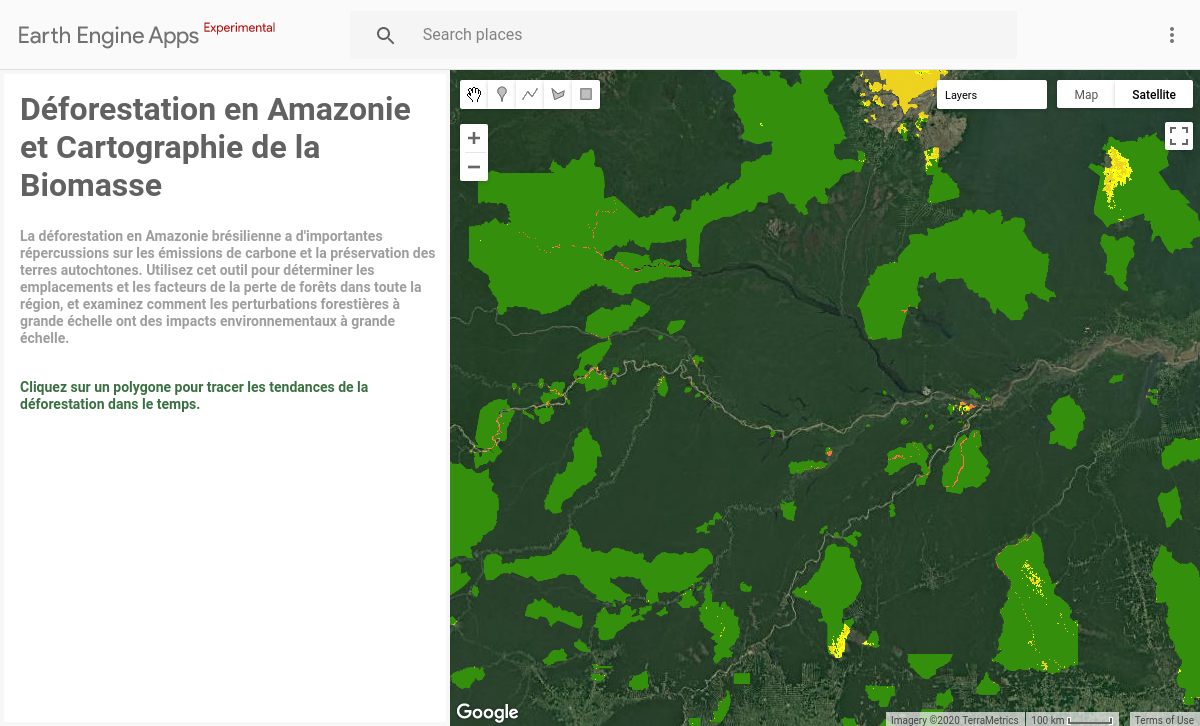 Earth Engine Apps Experimental
Search places
Déforestation en Amazonie
et Cartographie de la
Biomasse
La déforestation en Amazonie brésilienne a d'importantes
répercussions sur les émissions de carbone et la préservation des
terres autochtones. Utilisez cet outil pour déterminer les
emplacements et les facteurs de la perte de forêts dans toute la
région, et examinez comment les perturbations forestières à
grande échelle ont des impacts environnementaux à grande
échelle.
Cliquez sur un polygone pour tracer les tendances de la
déforestation dans le temps.
Layers
Map
Satellite
Google
Imagery ©2020 TerraMetrics
100 km
Terms of Use